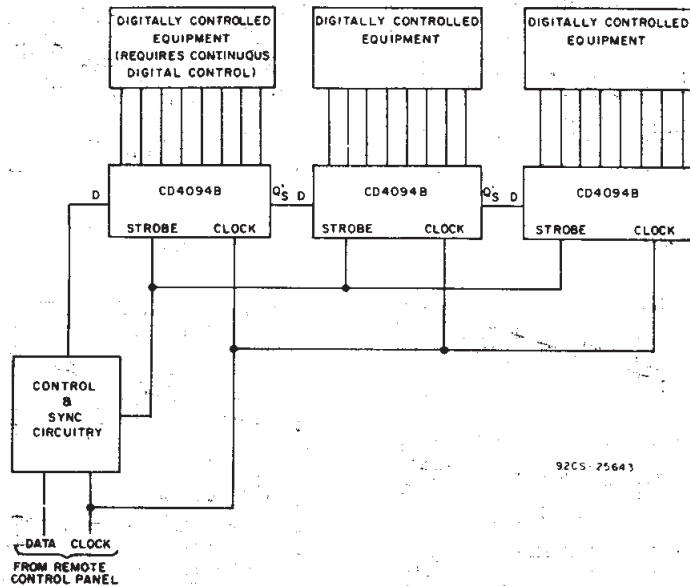 DIGITALLY CONTROLLED
EQUIPMENT
(REQUIRES CONTINUOUS
DIGITAL CONTROL)
DIGITALLY CONTROLLED
EQUIPMENT
DIGITALLY CONTROLLED
EQUIPMENT
D
CD4094B
STROBE CLOCK
Q'S D
CD4094B
STROBE CLOCK
Q'S D
CD4094B
STROBE CLOCK
CONTROL
&
SYNC
CIRCUITRY
92CS-25643
DATA CLOCK
FROM REMOTE
CONTROL PANEL